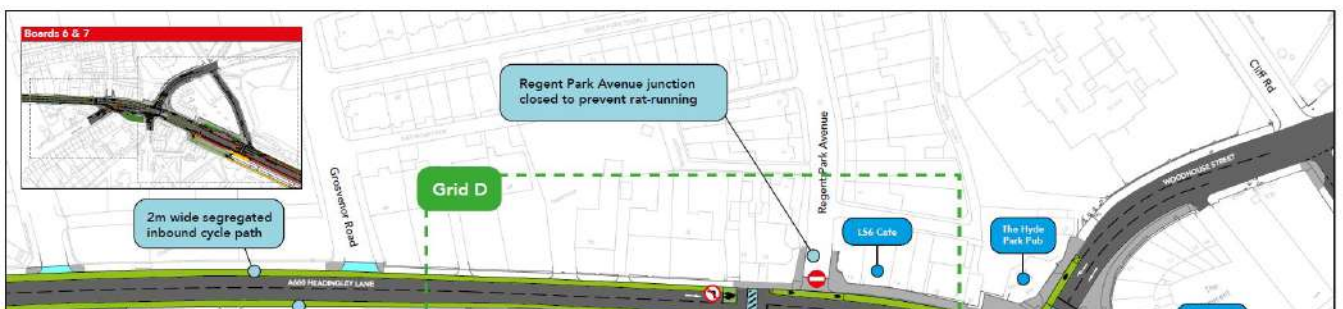 Boards 6 & 7
Regent Park Avenue junction
closed to prevent rat-running
Cliff Rd
Regent Park Avenue
WOODHOUSE STREET
Grosvenor Road
Grid D
2m wide segregated
inbound cycle path
LS6 Cafe
The Hyde
Park Pub
A660 HEADINGLEY LANE